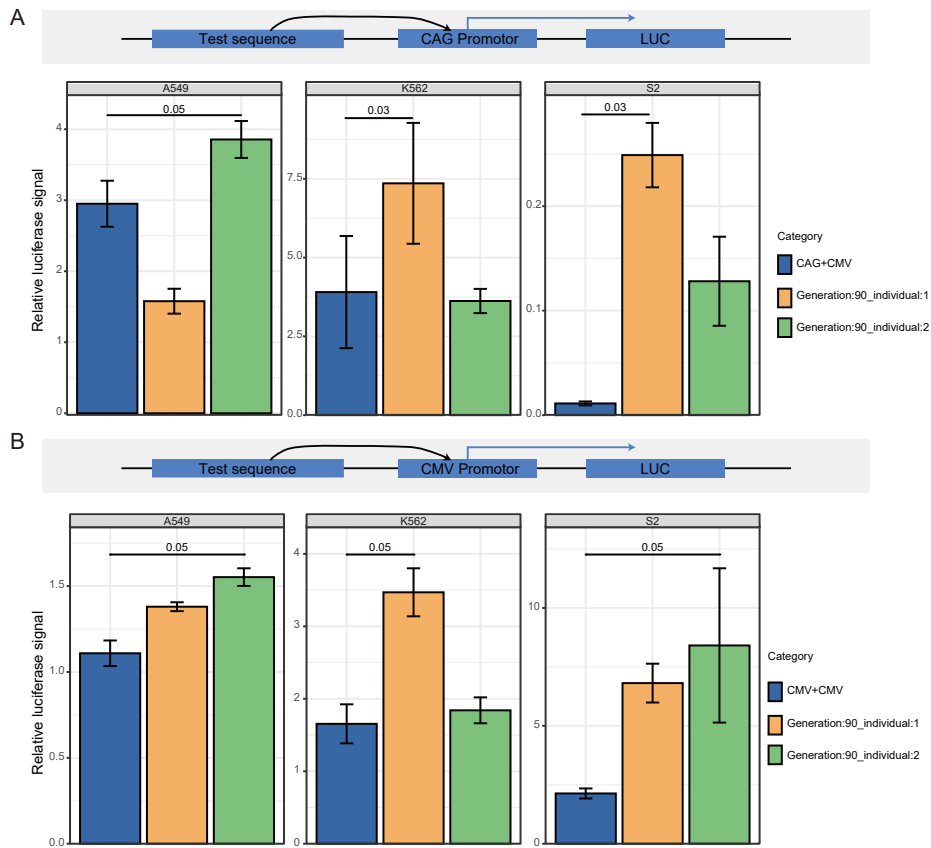 A
Test sequence CAG Promotor LUC
A549 K562 S2
0.05 0.03 0.03
Relative luciferase signal
4
3
2
1
0
7.5
5.0
2.5
0.0
0.2
0.1
0.0
Category
CAG+CMV
Generation:90_individual:1
Generation:90_individual:2
B
Test sequence CMV Promotor LUC
A549 K562 S2
0.05 0.05 0.05
Relative luciferase signal
1.5
1.0
0.5
0.0
4
3
2
1
0
10
5
0
Category
CMV+CMV
Generation:90_individual:1
Generation:90_individual:2